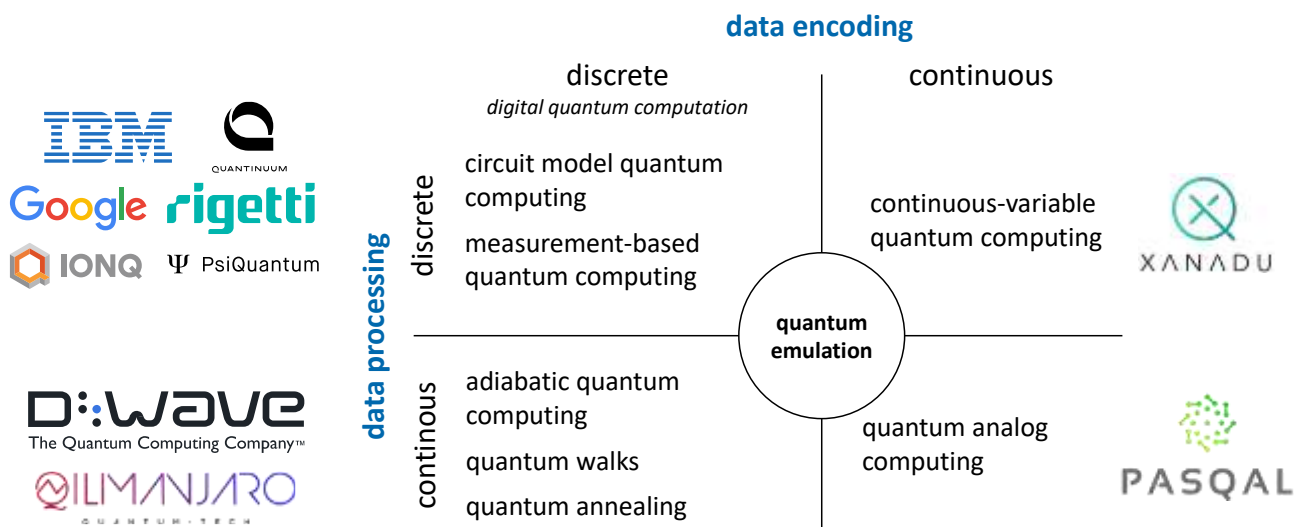 data encoding
discrete
continuous
digital quantum computation
IBM
QUANTINUUM
Google
rigetti
IONQ
Ψ PsiQuantum
data processing
discrete
circuit model quantum
computing
measurement-based
quantum computing
continuous-variable
quantum computing
XANADU
quantum
emulation
D:Wave
The Quantum Computing Company™
QILIMANJARO
QUANTUM-TECH
continous
adiabatic quantum
computing
quantum walks
quantum annealing
quantum analog
computing
PASQAL